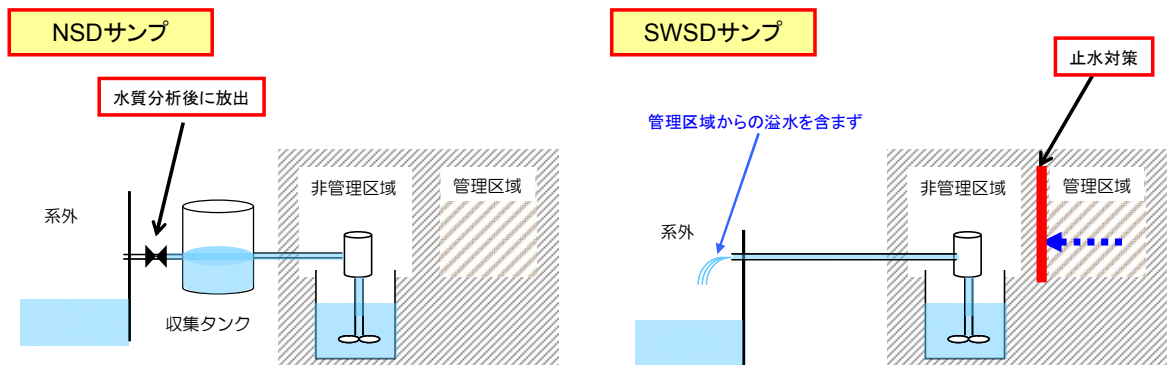 NSDサンプ
水質分析後に放出
系外
収集タンク
非管理区域
管理区域
SWSDサンプ
止水対策
管理区域からの溢水を含まず
系外
非管理区域
管理区域